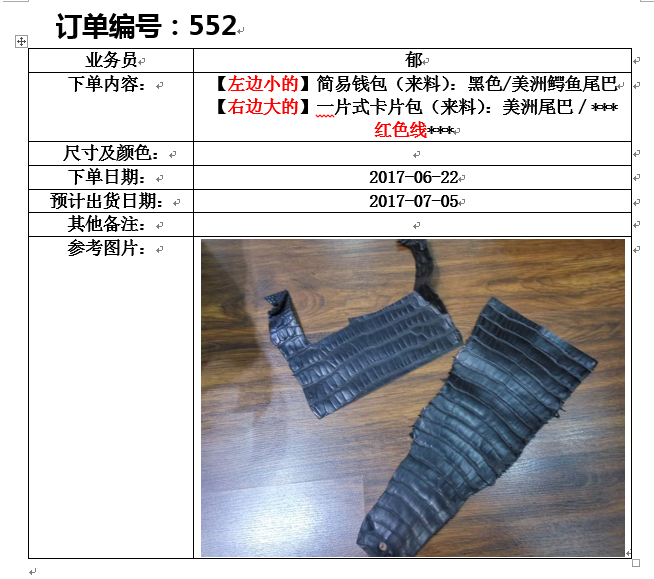 订单编号：552
业务员
郁
下单内容：
【左边小的】简易钱包（来料）：黑色/美洲鳄鱼尾巴
【右边大的】一片式卡片包（来料）：美洲尾巴 / ***
红色线***
尺寸及颜色：
下单日期：
2017-06-22
预计出货日期：
2017-07-05
其他备注：
参考图片：